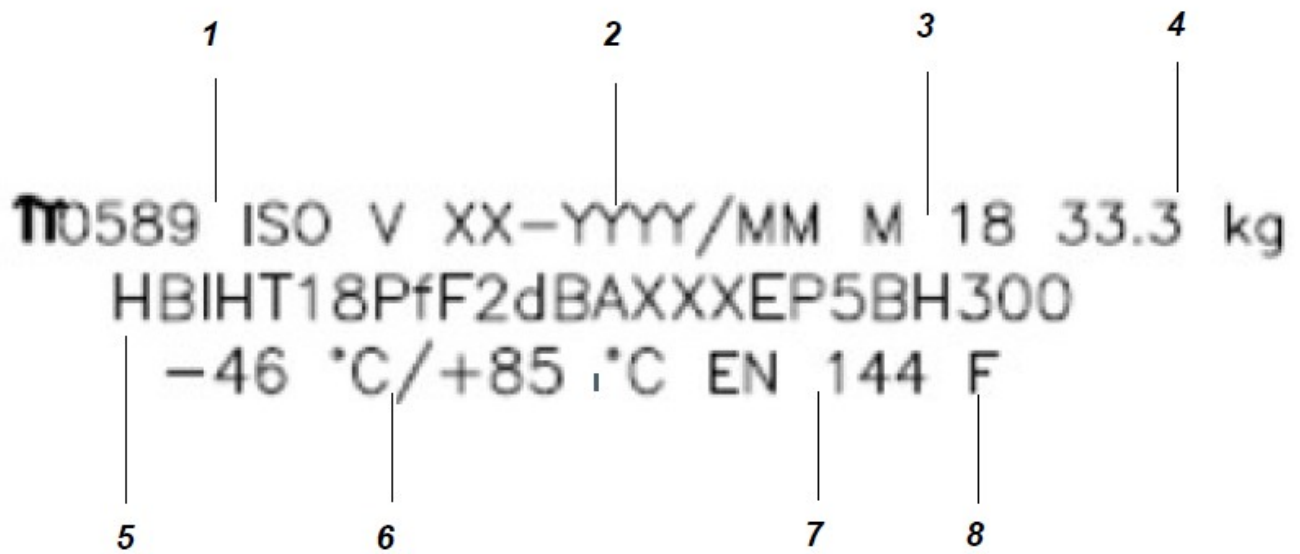 1 2 3 4
π0589 ISO V XX-YYYY/MM M 18 33.3 kg
HBIHT18PfF2dBAXXXEP5BH300
-46 °C/+85 °C EN 144 F
5 6 7 8